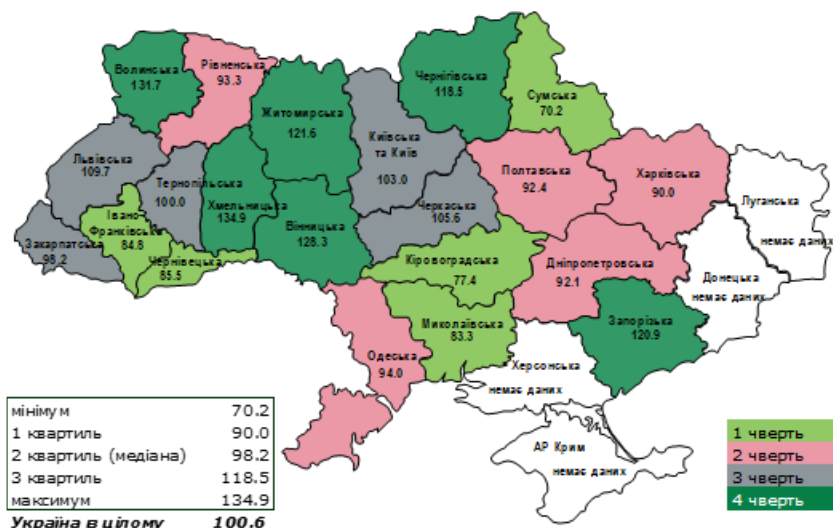 Волинська
131.7
Рівненська
93.3
Житомирська
121.6
Київська
та Київ
103.0
Чернігівська
118.5
Сумська
70.2
Львівська
109.7
Тернопільська
100.0
Хмельницька
134.9
Вінницька
128.3
Черкаська
105.6
Полтавська
92.4
Харківська
90.0
Луганська
немає даних
Івано-
Франківська
84.8
Закарпатська
98.2
Чернівецька
85.5
Кіровоградська
77.4
Дніпропетровська
92.1
Донецька
немає даних
Миколаївська
83.3
Запорізька
120.9
Одеська
94.0
Херсонська
немає даних
АР Крим
немає даних
мінімум 70.2
1 квартиль 90.0
2 квартиль (медіана) 98.2
3 квартиль 118.5
максимум 134.9
Україна в цілому 100.6
1 чверть
2 чверть
3 чверть
4 чверть